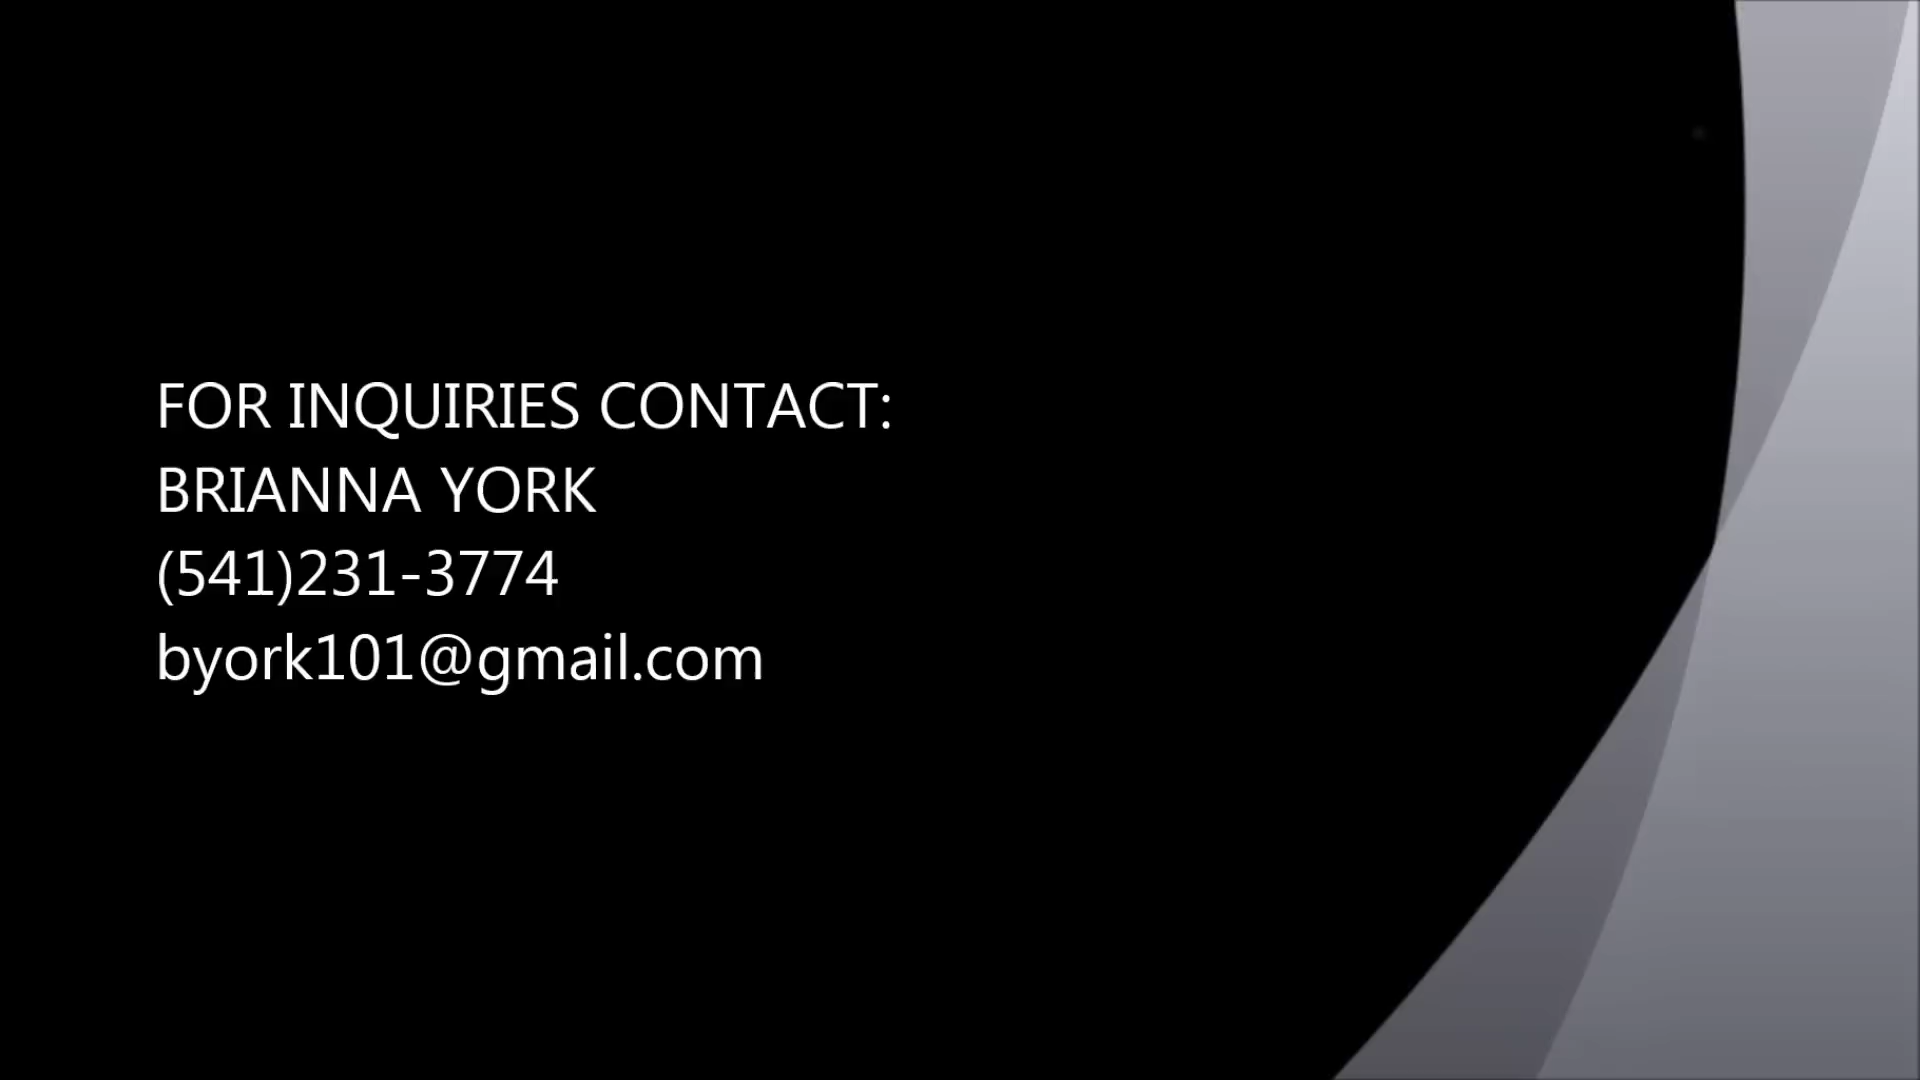 FOR INQUIRIES CONTACT:
BRIANNA YORK
(541)231-3774
byork101@gmail.com